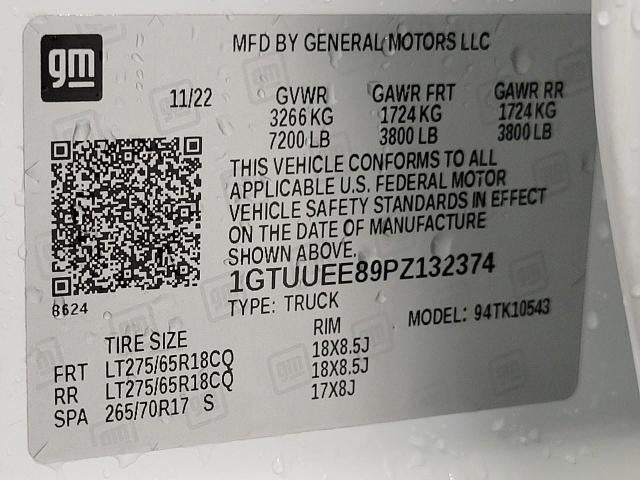 gm
MFD BY GENERAL MOTORS LLC
11/22 GVWR GAWR FRT GAWR RR
3266 KG 1724 KG 1724 KG
7200 LB 3800 LB 3800 LB
THIS VEHICLE CONFORMS TO ALL
APPLICABLE U.S. FEDERAL MOTOR
VEHICLE SAFETY STANDARDS IN EFFECT
ON THE DATE OF MANUFACTURE
SHOWN ABOVE.
1GTUUEE89PZ132374
8624
TYPE: TRUCK MODEL: 94TK10543
TIRE SIZE RIM
FRT LT275/65R18CQ 18X8.5J
RR LT275/65R18CQ 18X8.5J
SPA 265/70R17 S 17X8J